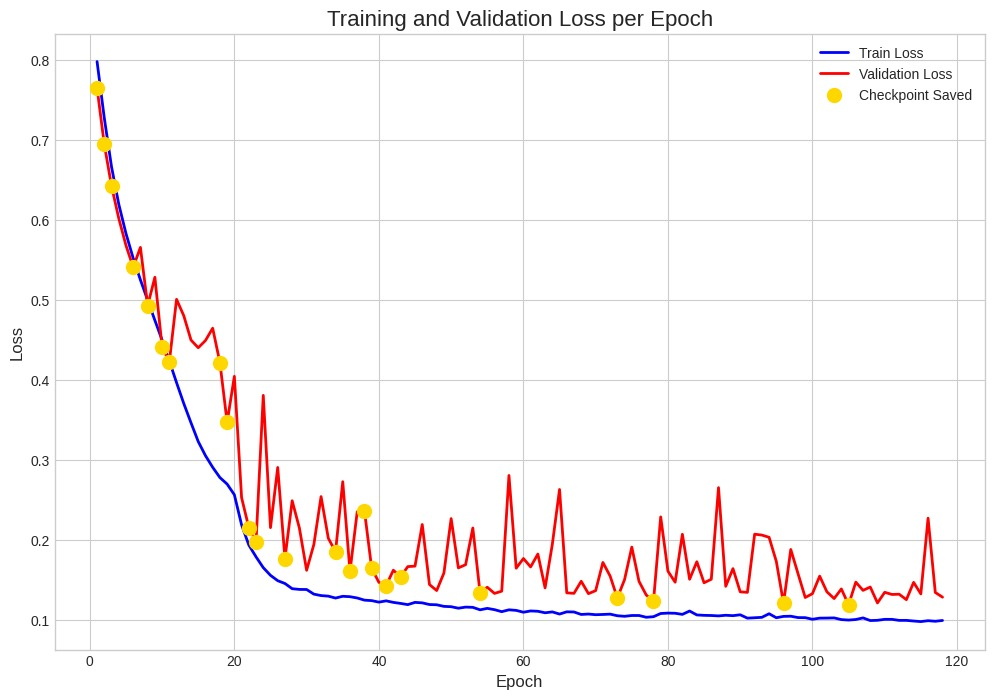 Training and Validation Loss per Epoch
Train Loss
Validation Loss
Checkpoint Saved
Loss
0.8
0.7
0.6
0.5
0.4
0.3
0.2
0.1
0 20 40 60 80 100 120
Epoch